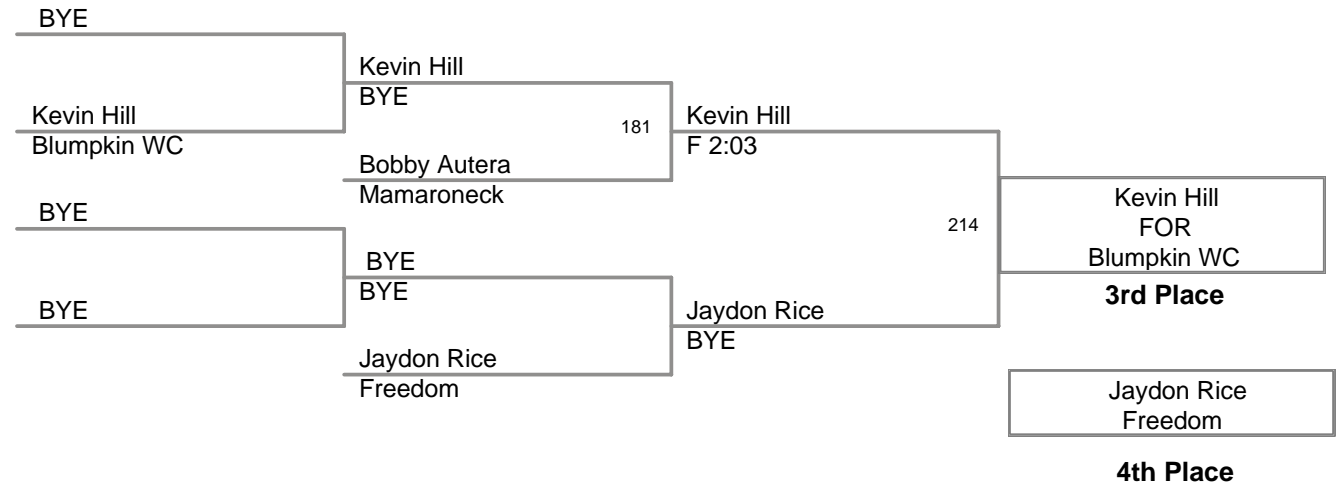 BYE
Kevin Hill
Blumpkin WC
BYE
BYE
Kevin Hill
BYE
Bobby Autera
Mamaroneck
BYE
BYE
Jaydon Rice
Freedom
181
Kevin Hill
F 2:03
Jaydon Rice
BYE
214
Kevin Hill
FOR
Blumpkin WC
3rd Place
Jaydon Rice
Freedom
4th Place